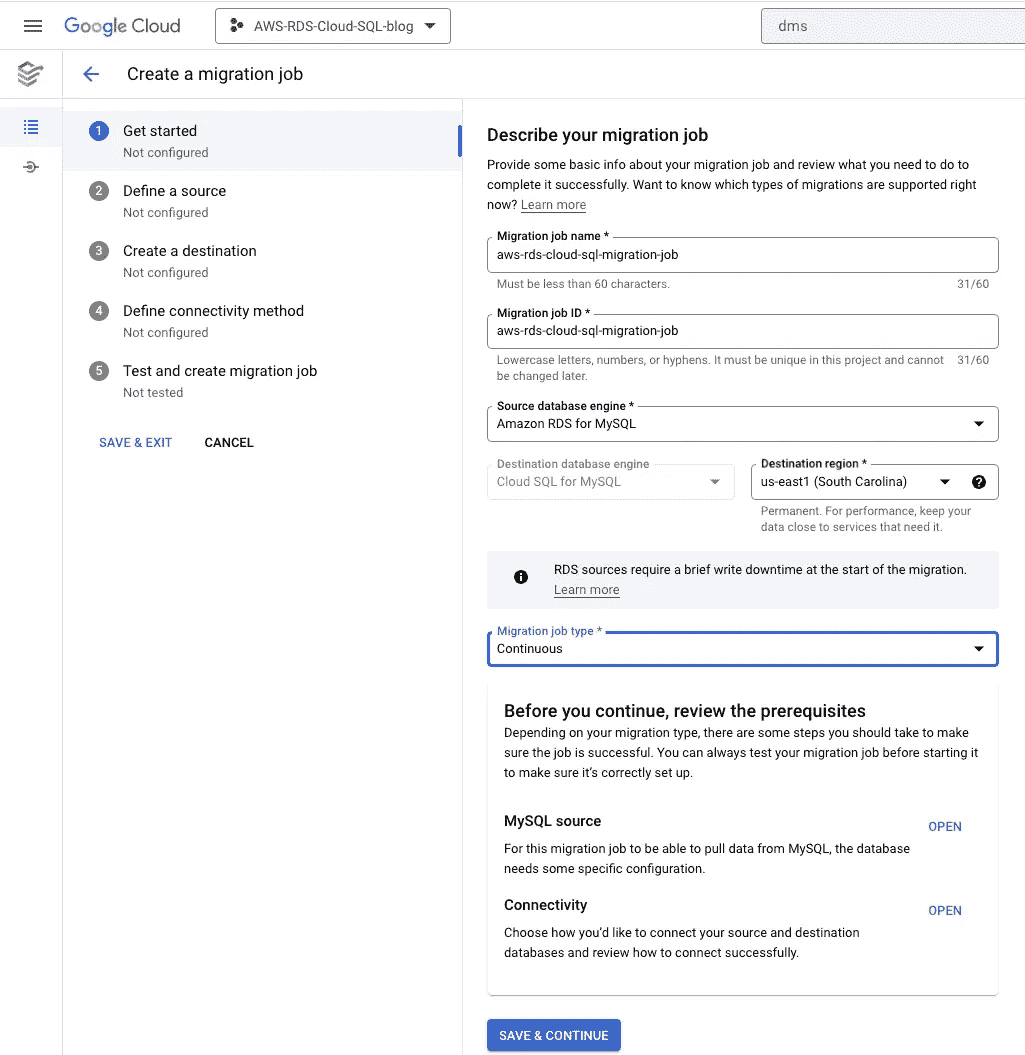 Google Cloud
AWS-RDS-Cloud-SQL-blog
dms
Create a migration job
1 Get started
Not configured
2 Define a source
Not configured
3 Create a destination
Not configured
4 Define connectivity method
Not configured
5 Test and create migration job
Not tested
SAVE & EXIT CANCEL
Describe your migration job
Provide some basic info about your migration job and review what you need to do to
complete it successfully. Want to know which types of migrations are supported right
now? Learn more
Migration job name *
aws-rds-cloud-sql-migration-job
Must be less than 60 characters. 31/60
Migration job ID *
aws-rds-cloud-sql-migration-job
Lowercase letters, numbers, or hyphens. It must be unique in this project and cannot 31/60
be changed later.
Source database engine *
Amazon RDS for MySQL
Destination database engine
Cloud SQL for MySQL
Destination region *
us-east1 (South Carolina)
Permanent. For performance, keep your
data close to services that need it.
RDS sources require a brief write downtime at the start of the migration.
Learn more
Migration job type *
Continuous
Before you continue, review the prerequisites
Depending on your migration type, there are some steps you should take to make
sure the job is successful. You can always test your migration job before starting it
to make sure it's correctly set up.
MySQL source
OPEN
For this migration job to be able to pull data from MySQL, the database
needs some specific configuration.
Connectivity
OPEN
Choose how you'd like to connect your source and destination
databases and review how to connect successfully.
SAVE & CONTINUE